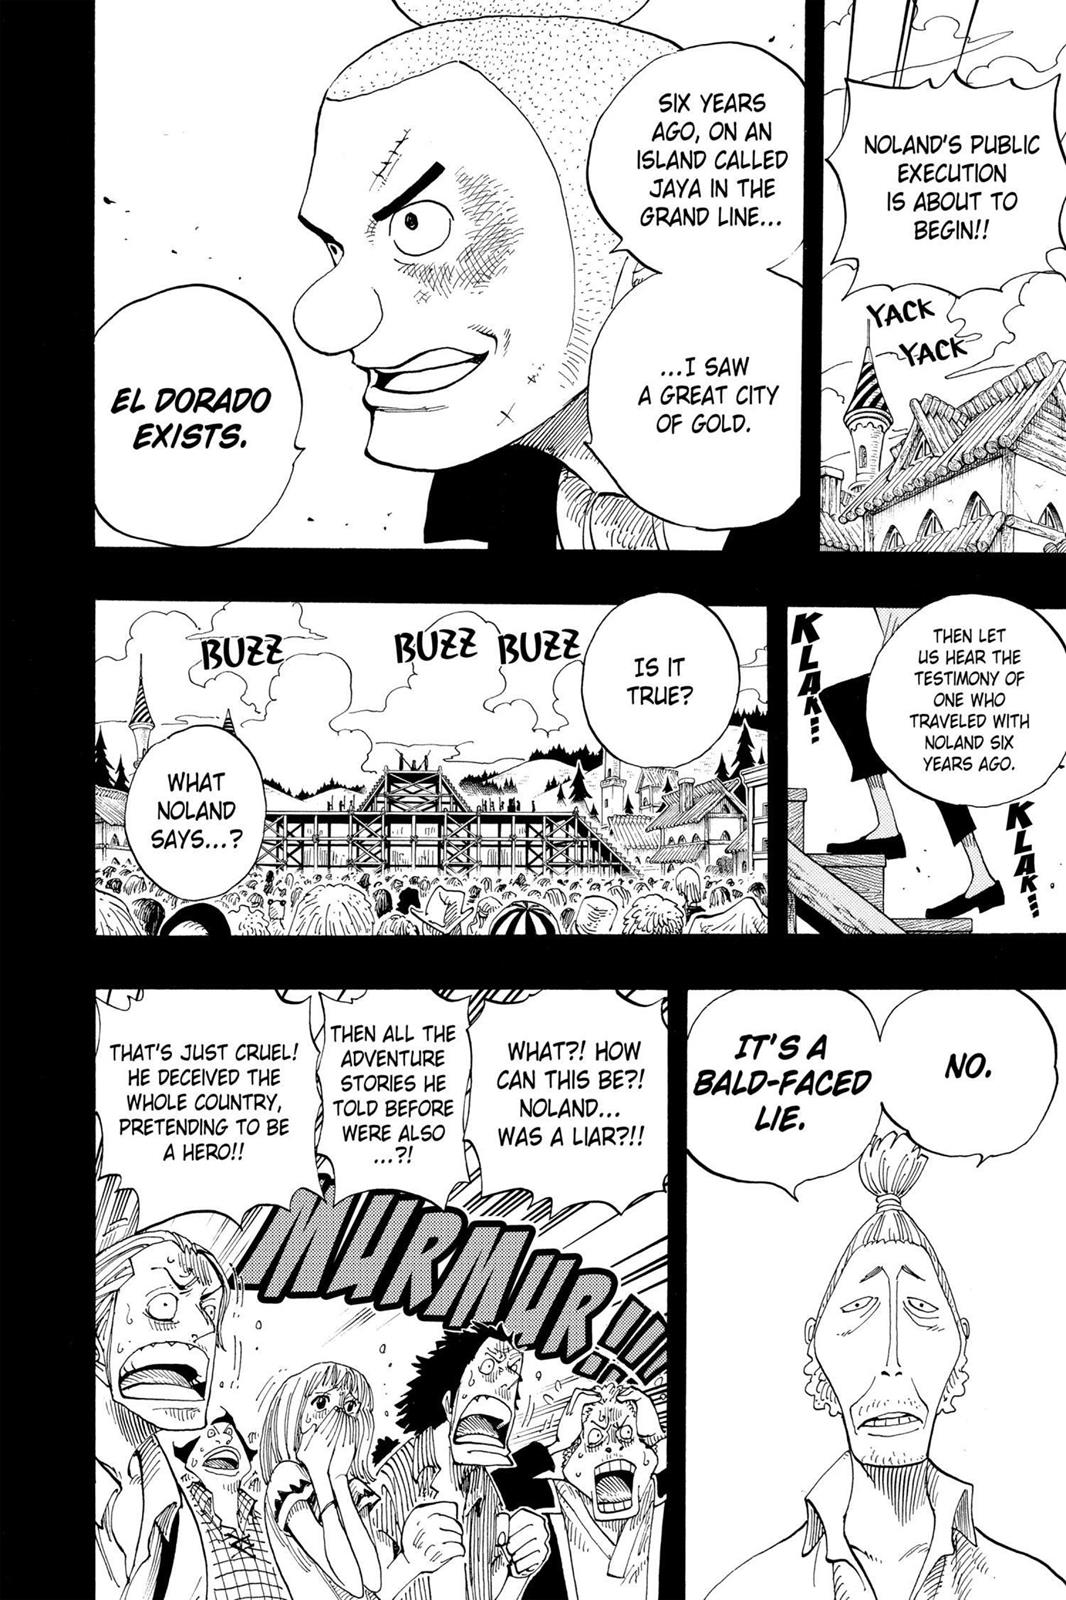 NOLAND'S PUBLIC
EXECUTION
IS ABOUT TO
BEGIN!!
YACK
YACK
SIX YEARS
AGO, ON AN
ISLAND CALLED
JAYA IN THE
GRAND LINE...
...I SAW
A GREAT CITY
OF GOLD.
EL DORADO
EXISTS.
THEN LET
US HEAR THE
TESTIMONY OF
ONE WHO
TRAVELED WITH
NOLAND SIX
YEARS AGO.
KLAK...
KLAK...
IS IT
TRUE?
BUZZ
BUZZ
BUZZ
WHAT
NOLAND
SAYS...?
NO.
IT'S A
BALD-FACED
LIE.
WHAT?! HOW
CAN THIS BE?!
NOLAND...
WAS A LIAR?!!
THEN ALL THE
ADVENTURE
STORIES HE
TOLD BEFORE
WERE ALSO
...?!
THAT'S JUST CRUEL!
HE DECEIVED THE
WHOLE COUNTRY,
PRETENDING TO BE
A HERO!!
MURMUR!!!